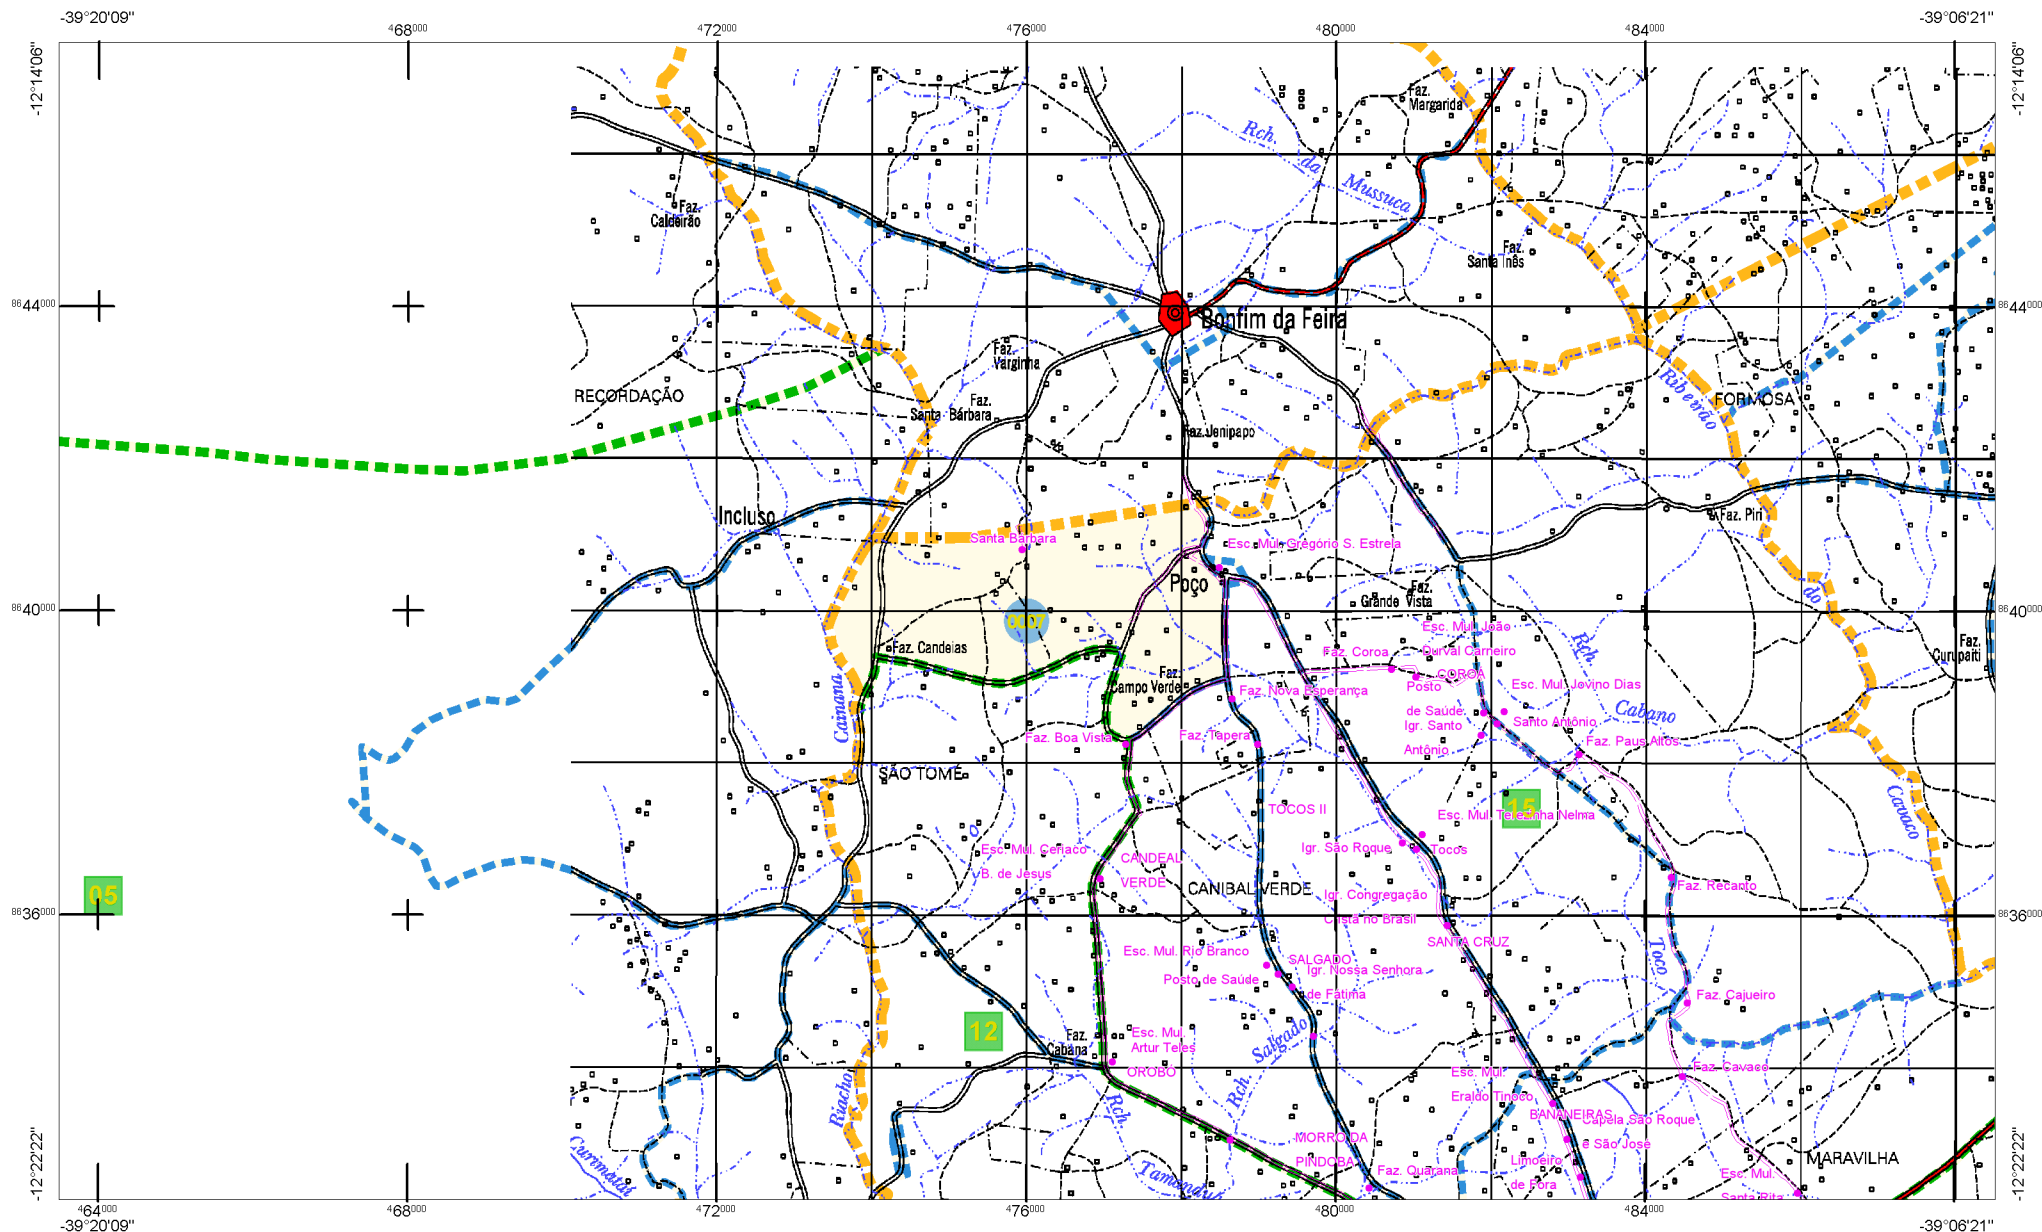 -39°20'09"
-39°06'21"
468000
472000
476000
480000
484000
-12°14'06"
-12°14'06"
Faz.
Margarida
Rch. da Mussuca
Faz.
Caldeirão
Faz.
Santa Inês
8644000
8644000
Bonfim da Feira
Faz.
Varginha
RECORDAÇÃO
Ribeirão
FORMOSA
Faz.
Santa Bárbara
Faz. Jenipapo
Incluso
Faz. Piri
Santa Bárbara
Esc. Mul. Gregório S. Estrela
Poço
Faz.
Grande Vista
do
8640000
8640000
0007
Esc. Mul. João
Durval Carneiro
Faz. Candeias
Faz. Coroa
Rch.
Faz.
Curupaiti
COROA
Faz.
Campo Verde
Faz. Nova Esperança
Posto
de Saúde
Esc. Mul. Jovino Dias
Cabano
Cainana
Igr. Santo
Antônio
Santo Antônio
Faz. Boa Vista
Faz. Tapera
Faz. Paus Altos
SÃO TOMÉ
TOCOS II
15
Esc. Mul. Terezinha Nelma
Cavaco
Esc. Mul. Ceriaco
B. de Jesus
CANDEAL
VERDE
Igr. São Roque
Tocos
CANIBAL VERDE
Faz. Recanto
05
Igr. Congregação
Cristã no Brasil
8636000
8636000
SANTA CRUZ
Esc. Mul. Rio Branco
SALGADO
Posto de Saúde
Igr. Nossa Senhora
de Fátima
Toco
Faz. Cajueiro
12
Faz.
Cabana
Esc. Mul.
Artur Teles
OROBÓ
Salgado
Rch.
Riacho
Rch.
Esc. Mul.
Eraldo Tinoco
Faz. Cavaco
BANANEIRAS
Capela São Roque
e São José
MORRO DA
PINDOBA
Faz. Quarana
Limoeiro
de Fora
MARAVILHA
Esc. Mul.
Santa Rita
Curimataí
-12°22'22"
-12°22'22"
464000
468000
472000
476000
480000
484000
-39°20'09"
-39°06'21"